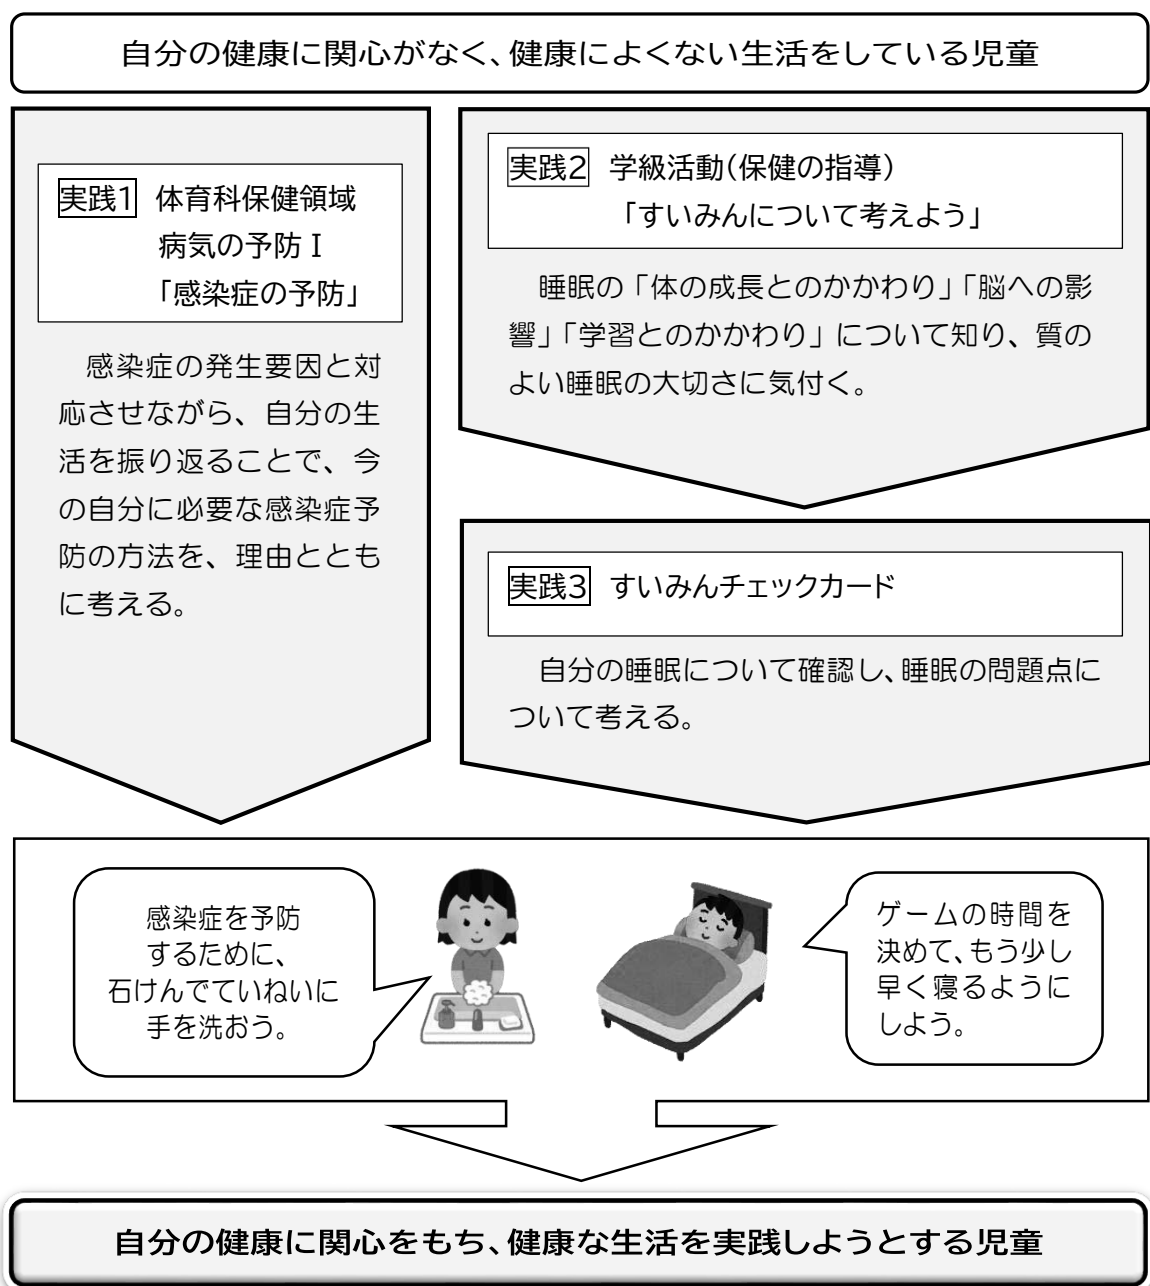 自分の健康に関心がなく、健康によくない生活をしている児童
実践1 体育科保健領域
病気の予防Ⅰ
「感染症の予防」
感染症の発生要因と対
応させながら、自分の生
活を振り返ることで、今
の自分に必要な感染症予
防の方法を、理由ととも
に考える。
実践2 学級活動(保健の指導)
「すいみんについて考えよう」
睡眠の「体の成長とのかかわり」「脳への影
響」「学習とのかかわり」について知り、質の
よい睡眠の大切さに気付く。
実践3 すいみんチェックカード
自分の睡眠について確認し、睡眠の問題点に
ついて考える。
感染症を予防
するために、
石けんでていねいに
手を洗おう。
ゲームの時間を
決めて、もう少し
早く寝るように
しよう。
自分の健康に関心をもち、健康な生活を実践しようとする児童